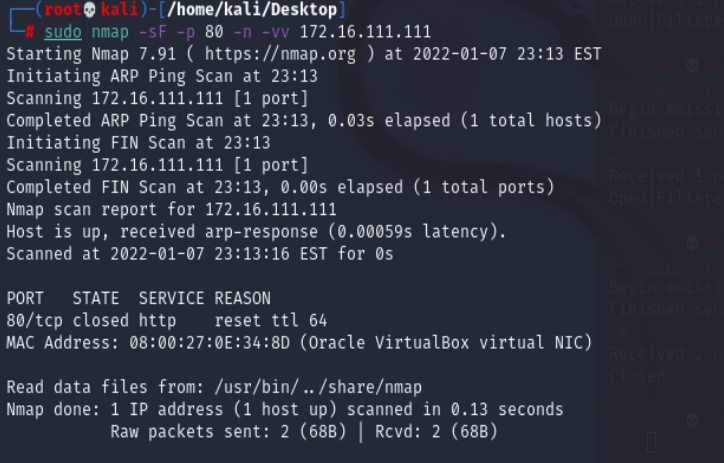 ┌──(root💀kali)-[/home/kali/Desktop]
└─# sudo nmap -sF -p 80 -n -vv 172.16.111.111
Starting Nmap 7.91 ( https://nmap.org ) at 2022-01-07 23:13 EST
Initiating ARP Ping Scan at 23:13
Scanning 172.16.111.111 [1 port]
Completed ARP Ping Scan at 23:13, 0.03s elapsed (1 total hosts)
Initiating FIN Scan at 23:13
Scanning 172.16.111.111 [1 port]
Completed FIN Scan at 23:13, 0.00s elapsed (1 total ports)
Nmap scan report for 172.16.111.111
Host is up, received arp-response (0.00059s latency).
Scanned at 2022-01-07 23:13:16 EST for 0s
PORT   STATE  SERVICE REASON
80/tcp closed http    reset ttl 64
MAC Address: 08:00:27:0E:34:8D (Oracle VirtualBox virtual NIC)
Read data files from: /usr/bin/../share/nmap
Nmap done: 1 IP address (1 host up) scanned in 0.13 seconds
Raw packets sent: 2 (68B) | Rcvd: 2 (68B)
Open|Filtere
Begin emissi
Finished sen
.
Received 1 p
Open|Filtere
Begin emissi
Finished sen
.*
Received 2
Closed